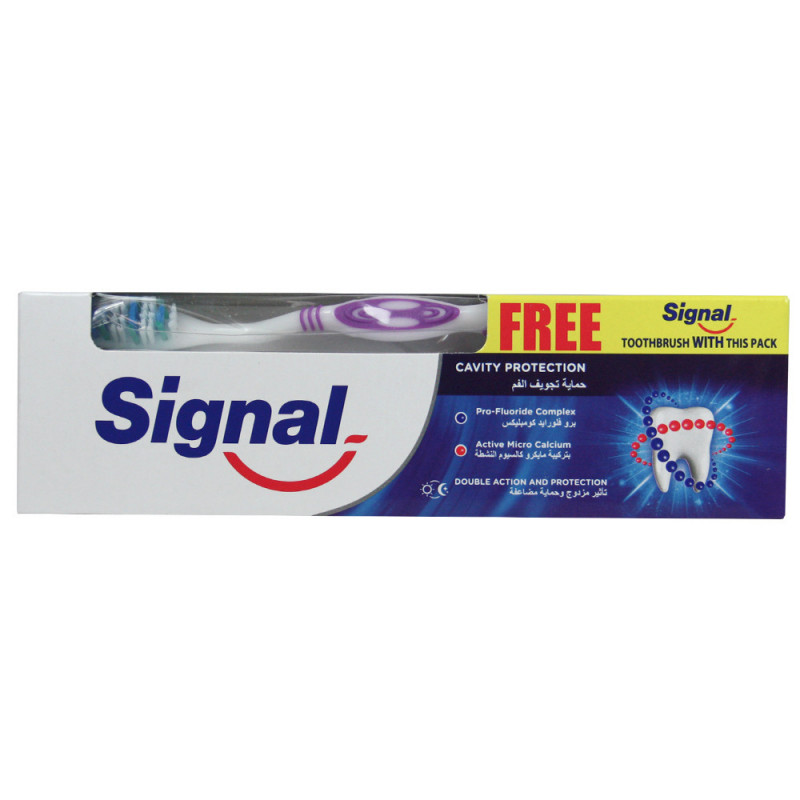 FREE
Signal
TOOTHBRUSH WITH THIS PACK
Signal
CAVITY PROTECTION
حماية تجويف الفم
Pro-Fluoride Complex
برو فلورايد كومبليكس
Active Micro Calcium
بتركيبة مايكرو كالسيوم النشطة
DOUBLE ACTION AND PROTECTION
تأثير مزدوج وحماية مضاعفة